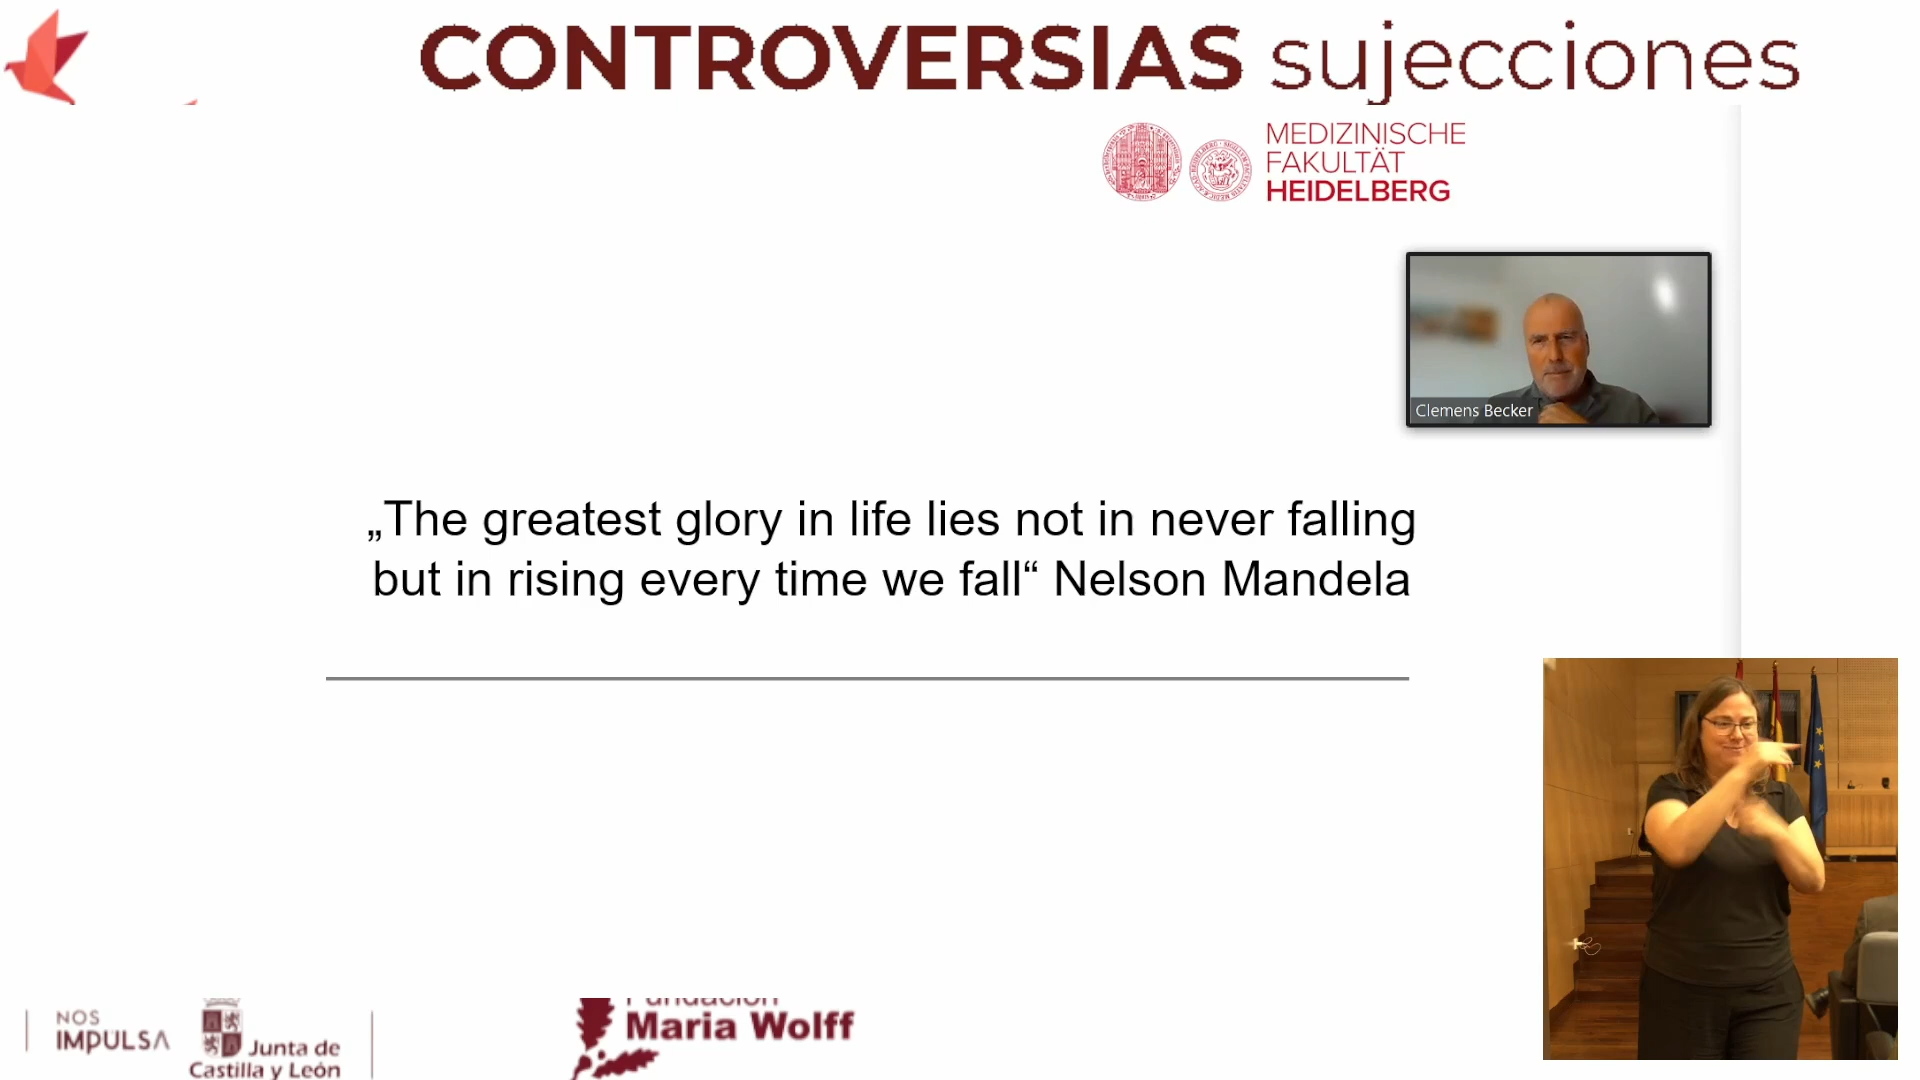 CONTROVERSIAS sujecciones
MEDIZINISCHE
FAKULTÄT
HEIDELBERG
Clemens Becker
„The greatest glory in life lies not in never falling
but in rising every time we fall“ Nelson Mandela
NOS
IMPULSA
Junta de
Castilla y León
Fundación
Maria Wolff